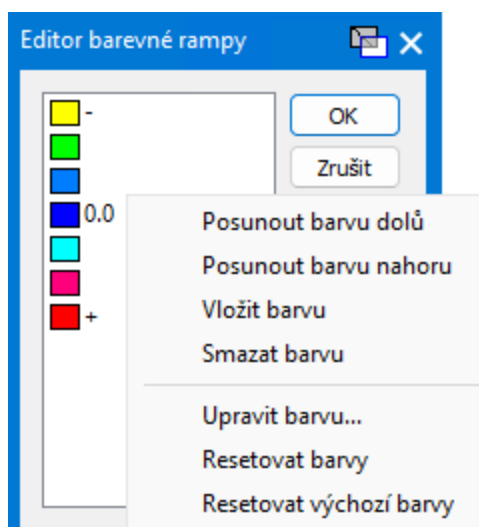 Editor barevné rampy
-
OK
Zrušit
0.0
+
Posunout barvu dolů
Posunout barvu nahoru
Vložit barvu
Smazat barvu
Upravit barvu...
Resetovat barvy
Resetovat výchozí barvy